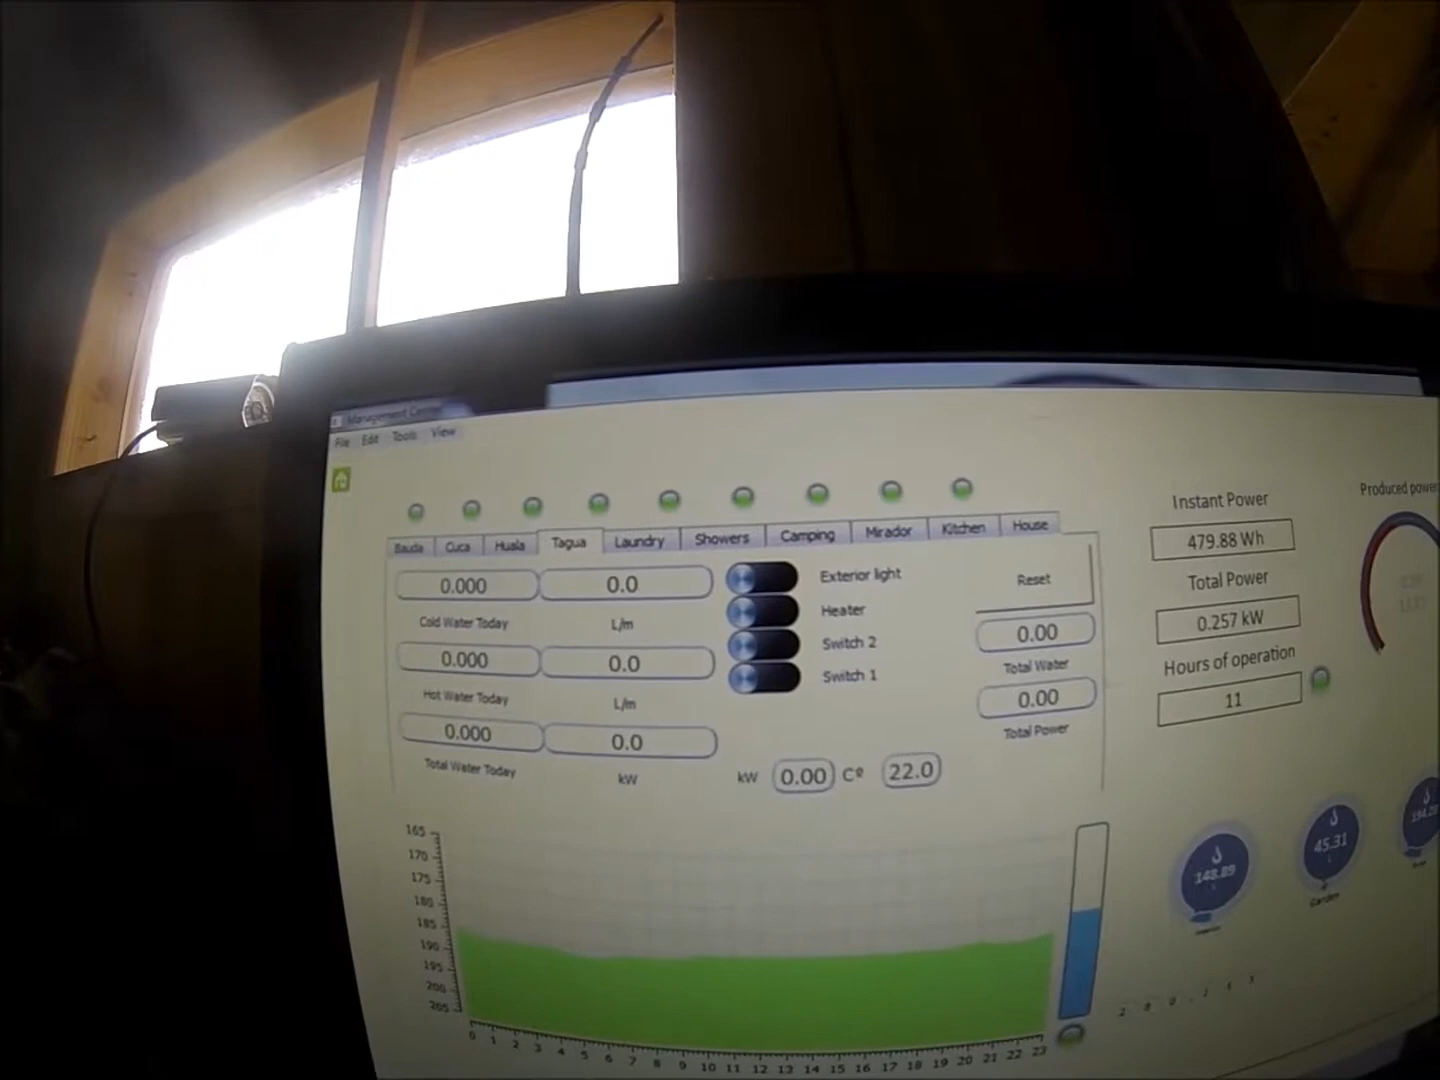 Management Center
File Edit Tools View
Instant Power
479.88 Wh
Total Power
0.257 kW
Hours of operation
11
Produced power
Bauda Cuca Huala Tagua Laundry Showers Camping Mirador Kitchen House
0.000 0.0
Cold Water Today L/m
0.000 0.0
Hot Water Today L/m
0.000 0.0
Total Water Today kW
Exterior light
Heater
Switch 2
Switch 1
kW 0.00 Cº 22.0
Reset
0.00
Total Water
0.00
Total Power
165
170
175
180
185
190
195
200
205
0 1 2 3 4 5 6 7 8 9 10 11 12 13 14 15 16 17 18 19 20 21 22 23
148.89
45.31
Garden